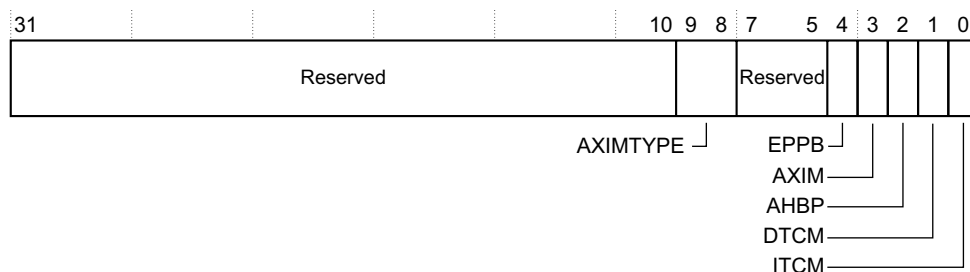 31 10 9 8 7 5 4 3 2 1 0
Reserved Reserved
AXIMTYPE EPPB
AXIM
AHBP
DTCM
ITCM